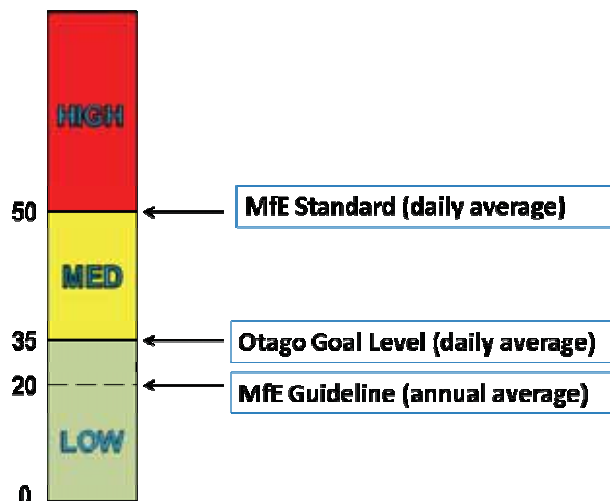 HIGH
50
MfE Standard (daily average)
MED
35
Otago Goal Level (daily average)
20
MfE Guideline (annual average)
LOW
0